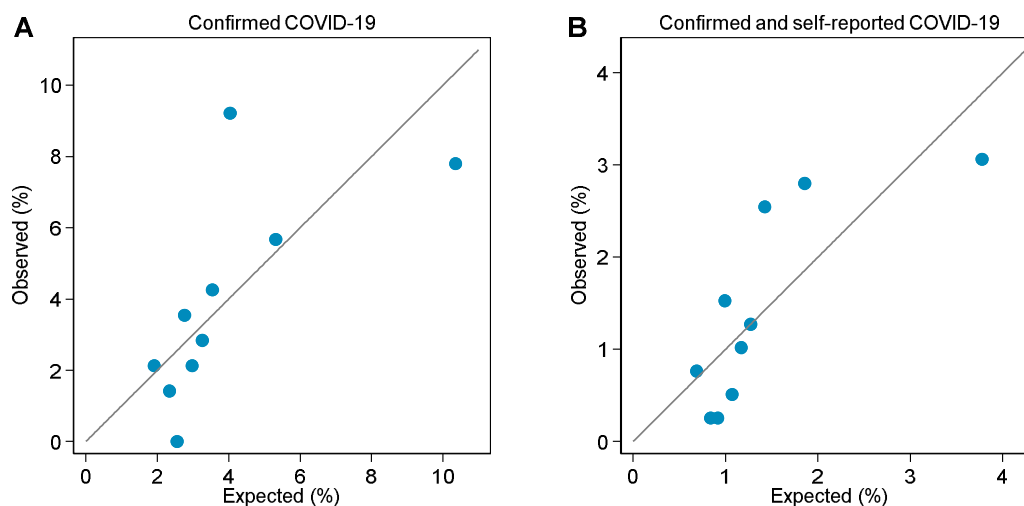 A
Confirmed COVID-19
Observed (%)
10
8
6
4
2
0
0 2 4 6 8 10
Expected (%)
B
Confirmed and self-reported COVID-19
Observed (%)
4
3
2
1
0
0 1 2 3 4
Expected (%)